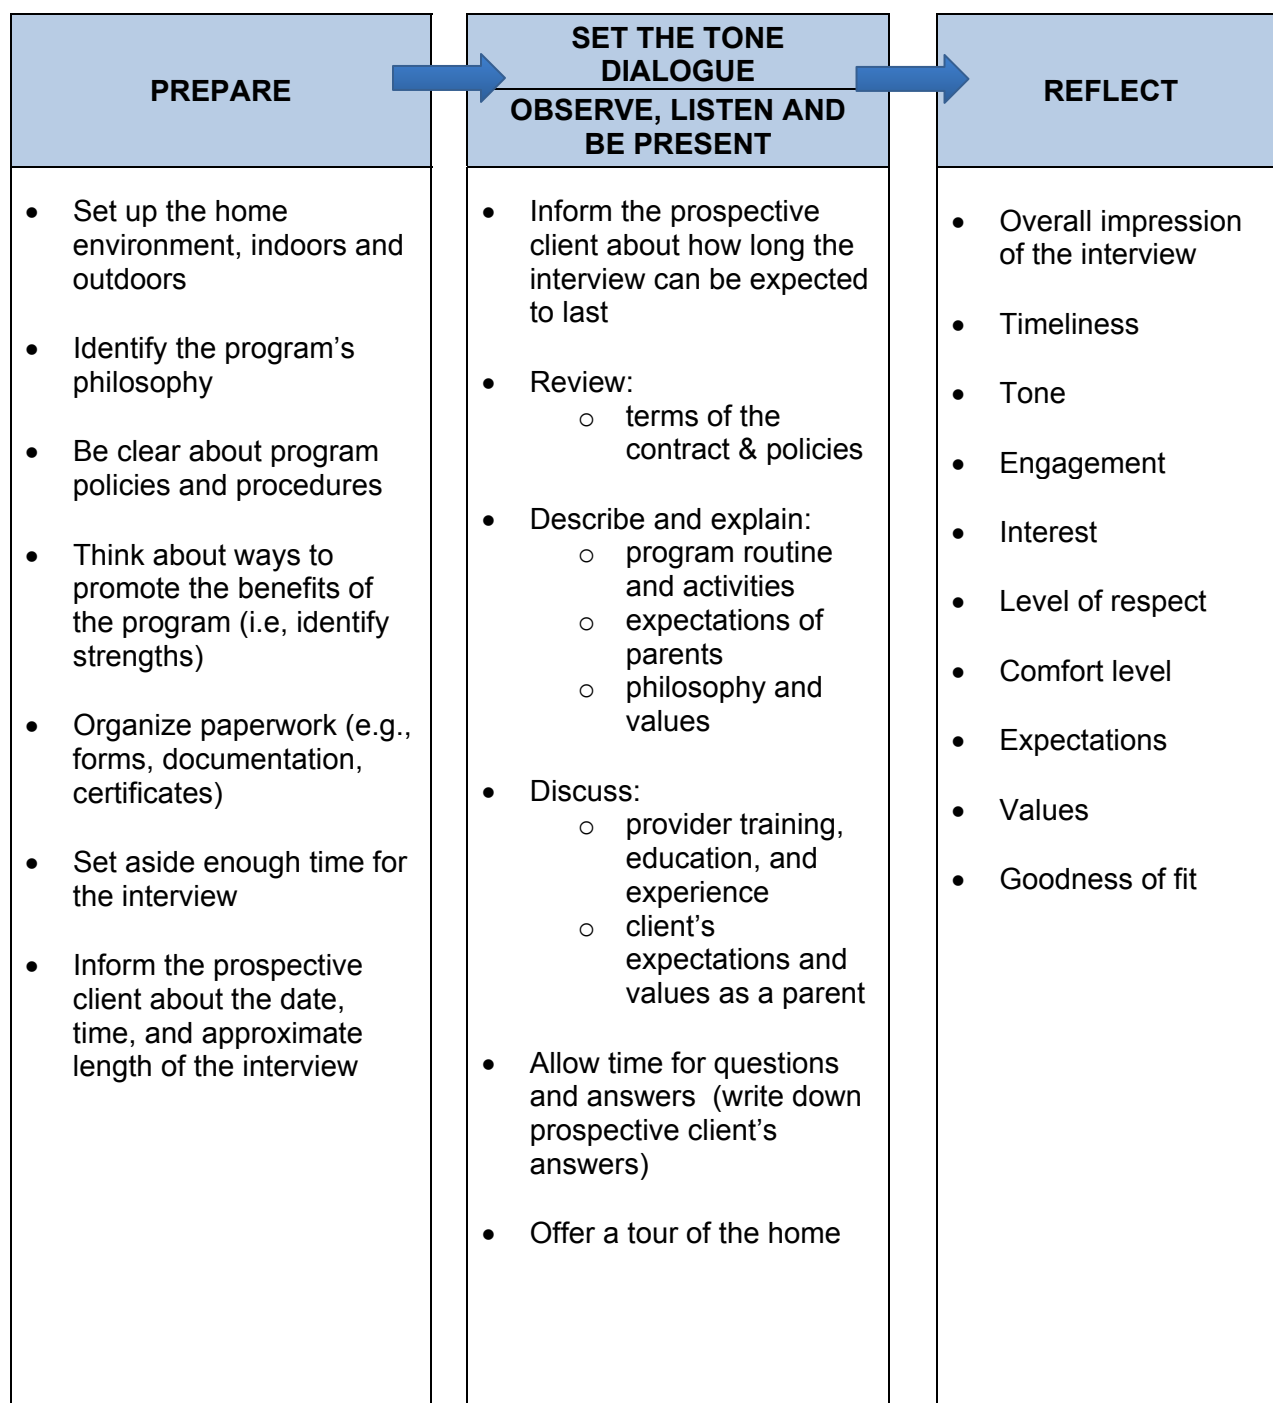 PREPARE
• Set up the home
environment, indoors and
outdoors
• Identify the program’s
philosophy
• Be clear about program
policies and procedures
• Think about ways to
promote the benefits of
the program (i.e, identify
strengths)
• Organize paperwork (e.g.,
forms, documentation,
certificates)
• Set aside enough time for
the interview
• Inform the prospective
client about the date,
time, and approximate
length of the interview
SET THE TONE
DIALOGUE
OBSERVE, LISTEN AND
BE PRESENT
• Inform the prospective
client about how long the
interview can be expected
to last
• Review:
o terms of the
contract & policies
• Describe and explain:
o program routine
and activities
o expectations of
parents
o philosophy and
values
• Discuss:
o provider training,
education, and
experience
o client’s
expectations and
values as a parent
• Allow time for questions
and answers (write down
prospective client’s
answers)
• Offer a tour of the home
REFLECT
• Overall impression
of the interview
• Timeliness
• Tone
• Engagement
• Interest
• Level of respect
• Comfort level
• Expectations
• Values
• Goodness of fit